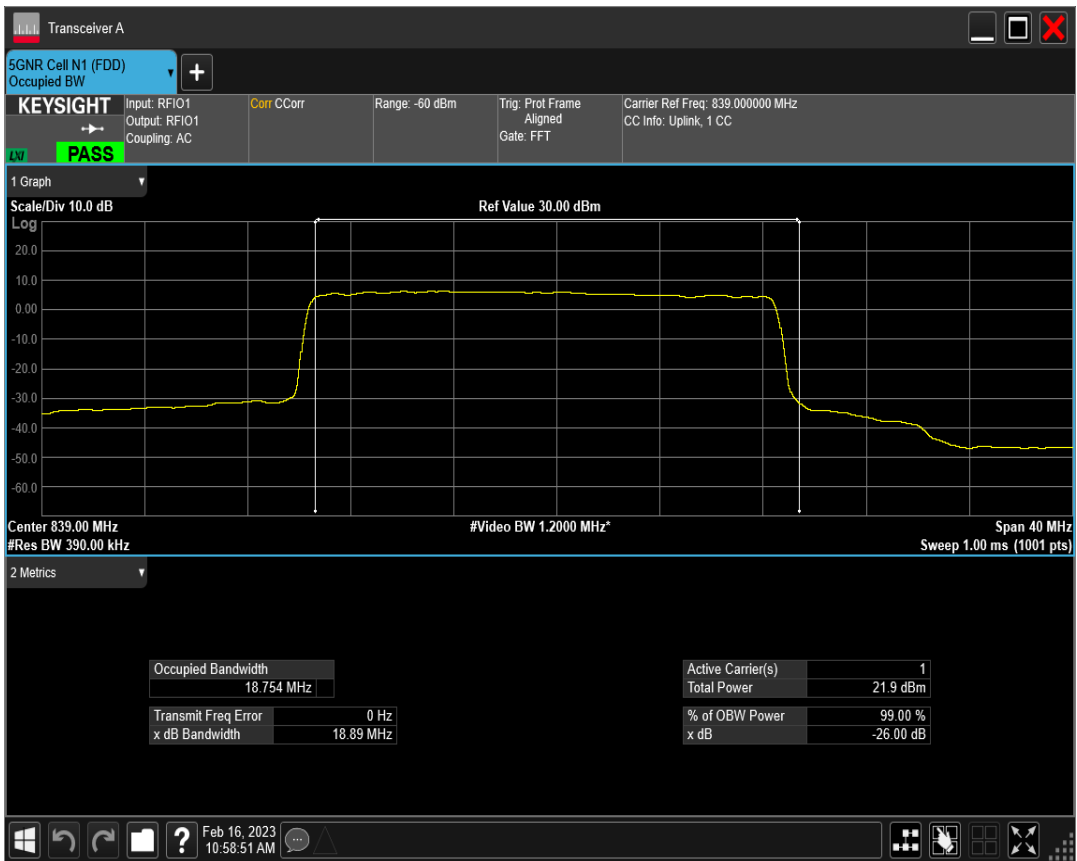 Transceiver A
5GNR Cell N1 (FDD)
Occupied BW
+
KEYSIGHT
LXI
PASS
Input: RFIO1
Output: RFIO1
Coupling: AC
Corr CCorr
Range: -60 dBm
Trig: Prot Frame
Aligned
Gate: FFT
Carrier Ref Freq: 839.000000 MHz
CC Info: Uplink, 1 CC
1 Graph
Scale/Div 10.0 dB
Ref Value 30.00 dBm
Log
20.0
10.0
0.00
-10.0
-20.0
-30.0
-40.0
-50.0
-60.0
Center 839.00 MHz
#Video BW 1.2000 MHz*
Span 40 MHz
#Res BW 390.00 kHz
Sweep 1.00 ms (1001 pts)
2 Metrics
Occupied Bandwidth
18.754 MHz
Transmit Freq Error 0 Hz
x dB Bandwidth 18.89 MHz
Active Carrier(s) 1
Total Power 21.9 dBm
% of OBW Power 99.00 %
x dB -26.00 dB
?
Feb 16, 2023
10:58:51 AM